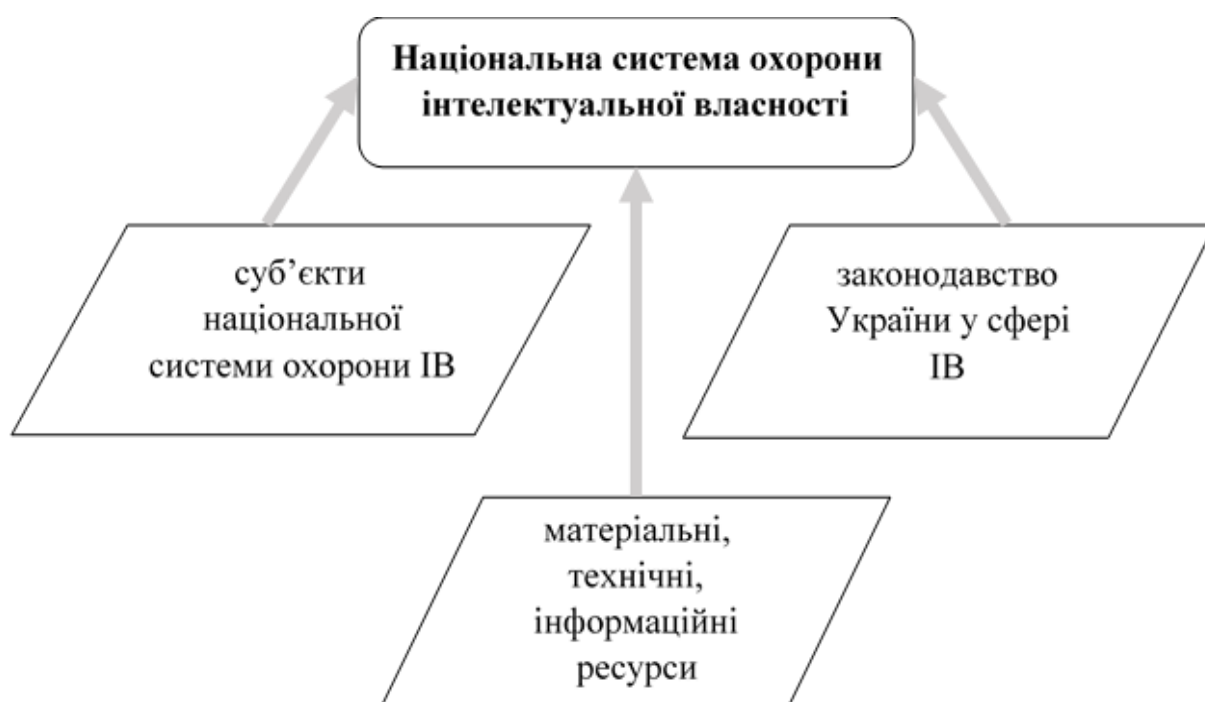 Національна система охорони
інтелектуальної власності
суб’єкти
національної
системи охорони ІВ
законодавство
України у сфері
ІВ
матеріальні,
технічні,
інформаційні
ресурси